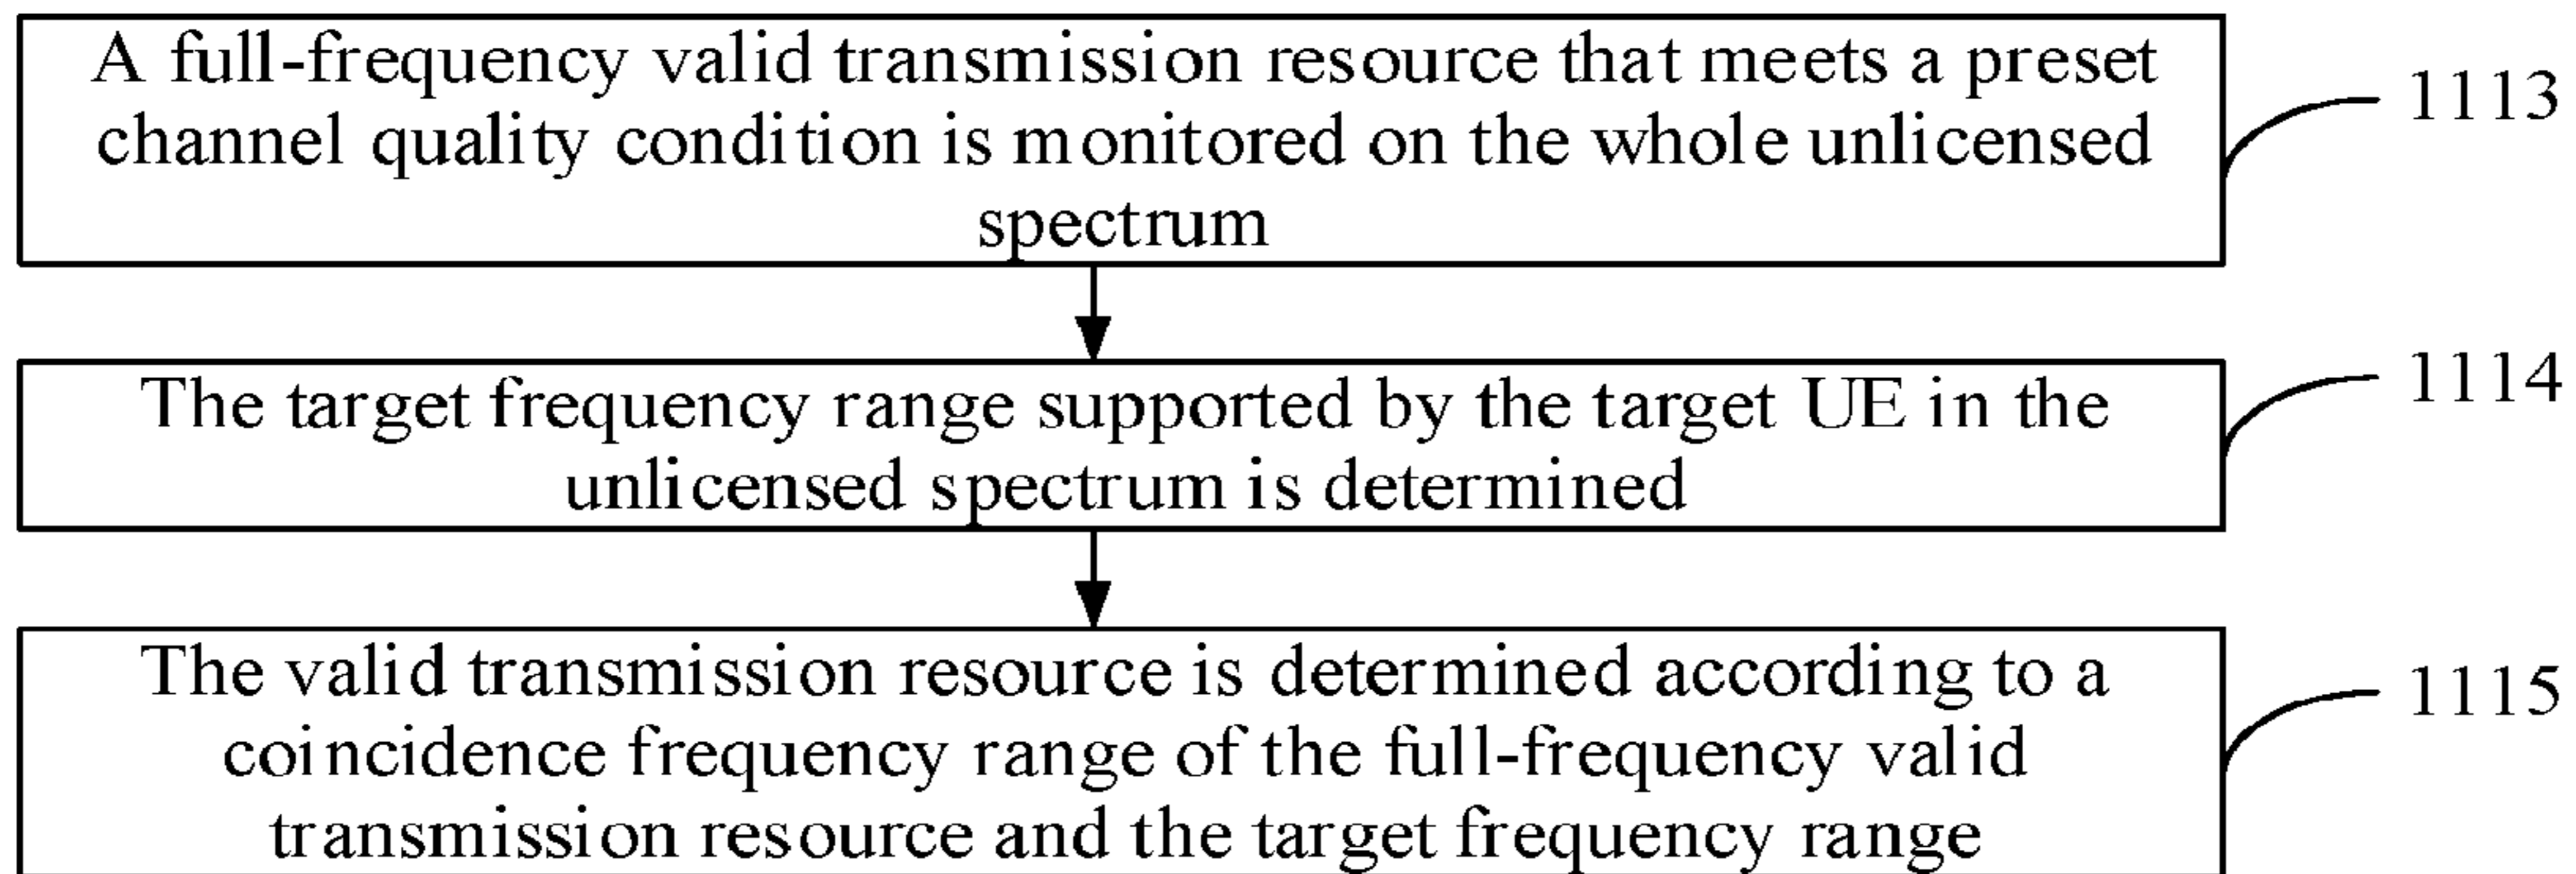 A full-frequency valid transmission resource that meets a preset
channel quality condition is monitored on the whole unlicensed
spectrum
1113
The target frequency range supported by the target UE in the
unlicensed spectrum is determined
1114
The valid transmission resource is determined according to a
coincidence frequency range of the full-frequency valid
transmission resource and the target frequency range
1115